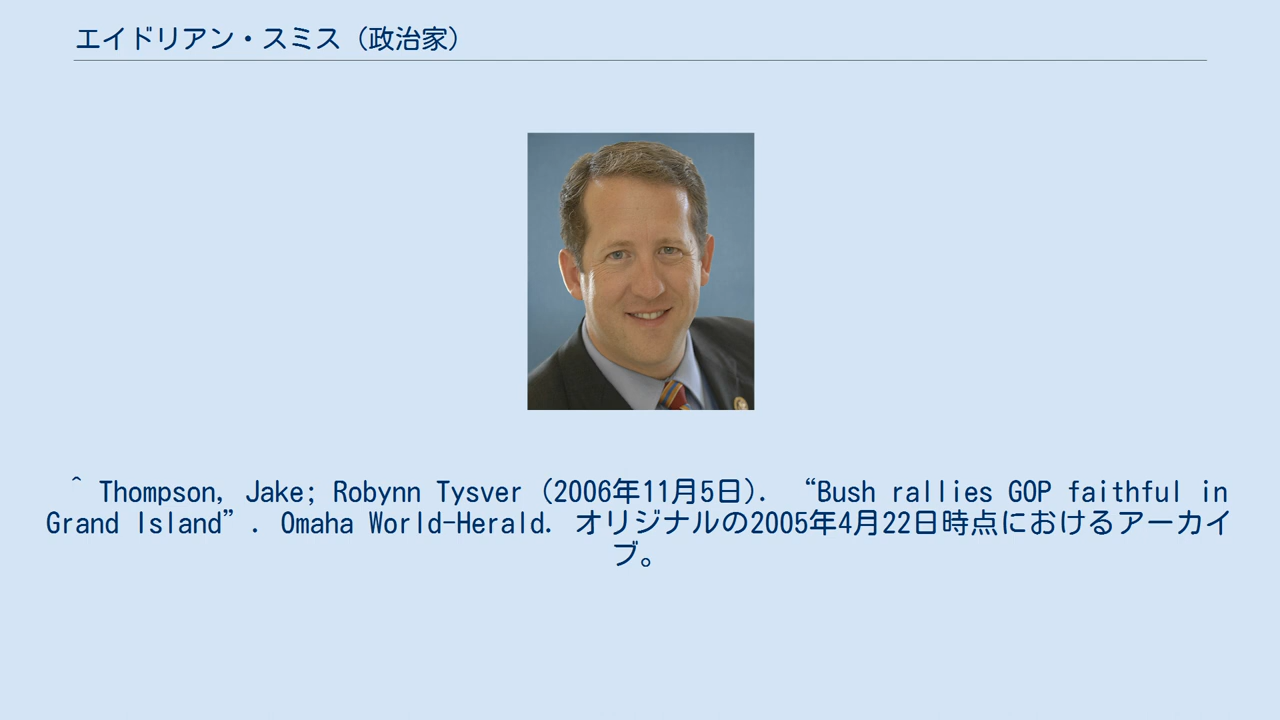 エイドリアン・スミス（政治家）
^ Thompson, Jake; Robynn Tysver (2006年11月5日). “Bush rallies GOP faithful in
Grand Island”. Omaha World-Herald. オリジナルの2005年4月22日時点におけるアーカイ
ブ。